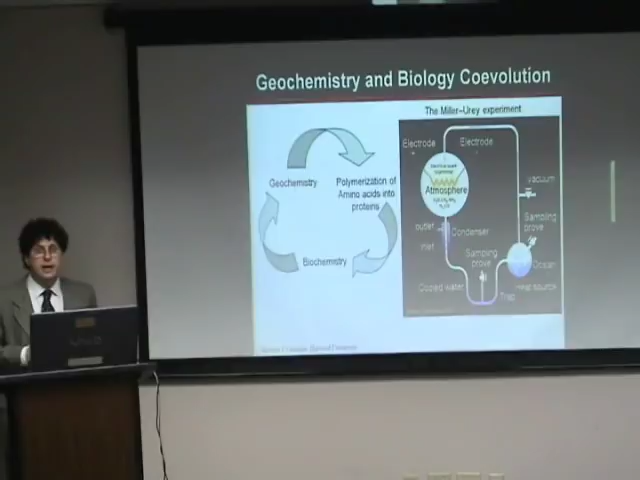 Geochemistry and Biology Coevolution
The Miller–Urey experiment
Geochemistry
Polymerization of
Amino acids into
proteins
Biochemistry
Electrode
Electrode
Atmosphere
vacuum
outlet
Condenser
inlet
Sampling
prove
Sampling
prove
Ocean
Cooled water
Heat source
Trap